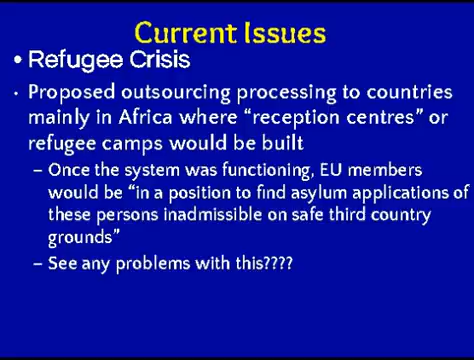 Current Issues
• Refugee Crisis
• Proposed outsourcing processing to countries
mainly in Africa where “reception centres” or
refugee camps would be built
– Once the system was functioning, EU members
would be “in a position to find asylum applications of
these persons inadmissible on safe third country
grounds”
– See any problems with this????